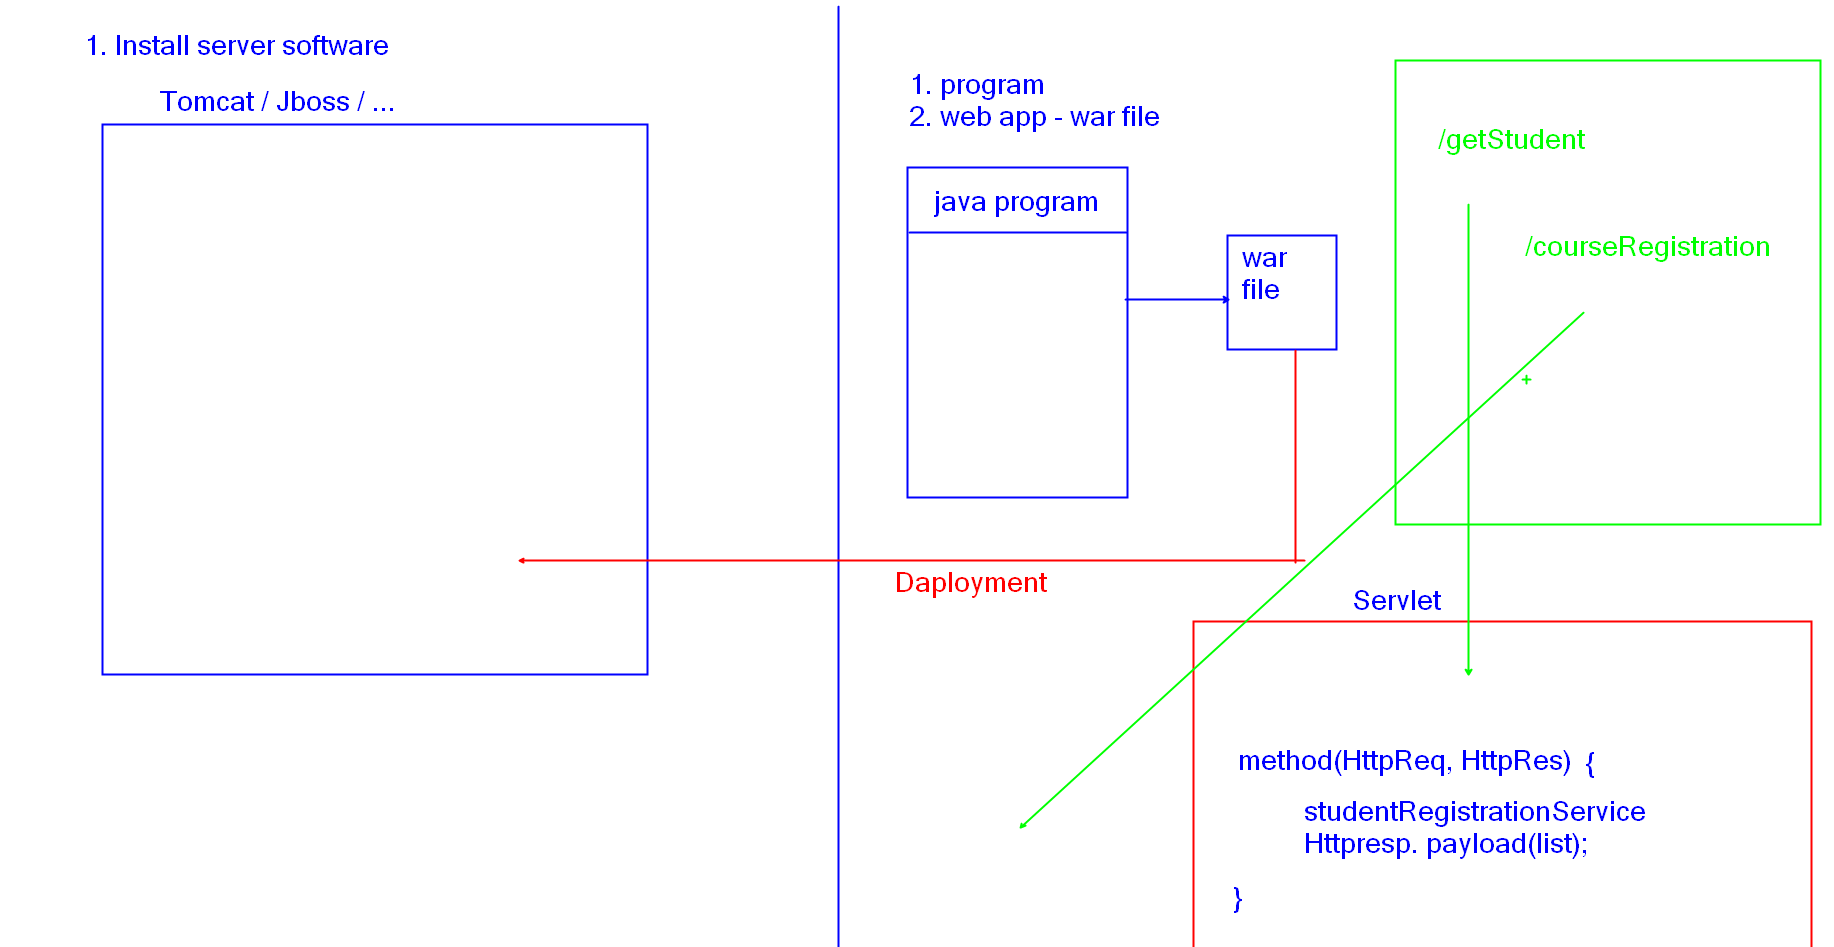 1. Install server software
Tomcat / Jboss / ...
1. program
2. web app - war file
java program
war
file
/getStudent
/courseRegistration
+
Daployment
Servlet
method(HttpReq, HttpRes)  {
studentRegistrationService
Httpresp. payload(list);
}